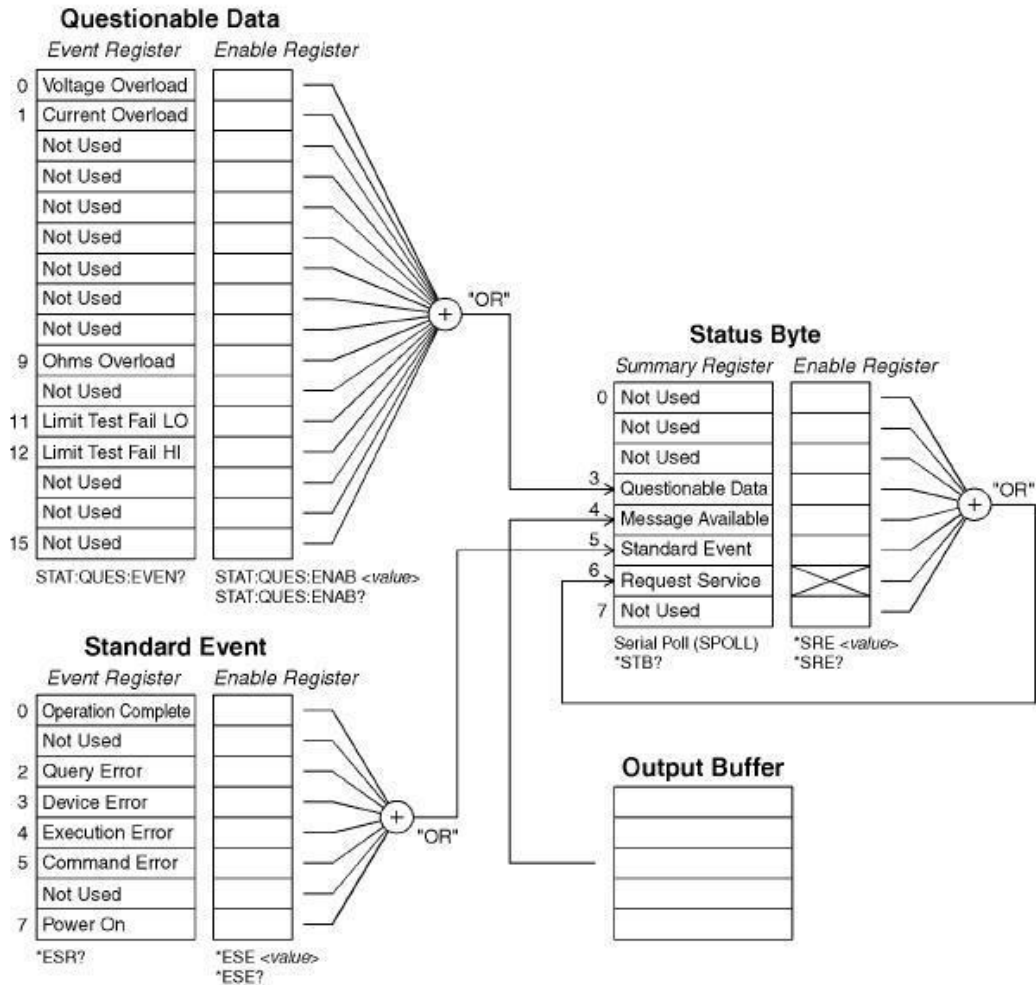 Questionable Data
Event Register Enable Register
0 Voltage Overload
1 Current Overload
Not Used
Not Used
Not Used
Not Used
Not Used
Not Used
Not Used
9 Ohms Overload
Not Used
11 Limit Test Fail LO
12 Limit Test Fail HI
Not Used
Not Used
15 Not Used
STAT:QUES:EVEN? STAT:QUES:ENAB <value>
STAT:QUES:ENAB?
+ "OR"
Status Byte
Summary Register Enable Register
0 Not Used
Not Used
Not Used
3 Questionable Data
4 Message Available
5 Standard Event
6 Request Service
7 Not Used
Serial Poll (SPOLL) *SRE <value>
*STB? *SRE?
+ "OR"
Standard Event
Event Register Enable Register
0 Operation Complete
Not Used
2 Query Error
3 Device Error
4 Execution Error
5 Command Error
Not Used
7 Power On
*ESR? *ESE <value>
*ESE?
+ "OR"
Output Buffer